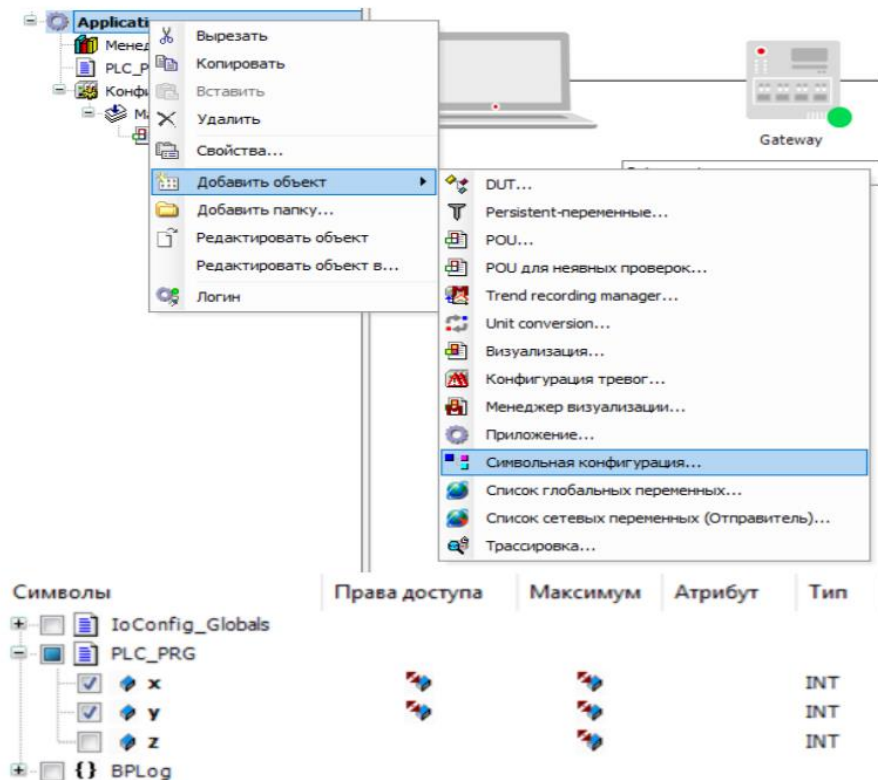 Applicati
Менед
PLC_P
Конфи
Ма
Вырезать
Копировать
Вставить
Удалить
Свойства...
Добавить объект
Добавить папку...
Редактировать объект
Редактировать объект в...
Логин
Gateway
DUT...
Persistent-переменные...
POU...
POU для неявных проверок...
Trend recording manager...
Unit conversion...
Визуализация...
Конфигурация тревог...
Менеджер визуализации...
Приложение...
Символьная конфигурация...
Список глобальных переменных...
Список сетевых переменных (Отправитель)...
Трассировка...
Символы Права доступа Максимум Атрибут Тип
IoConfig_Globals
PLC_PRG
x INT
y INT
z INT
{} BPLog